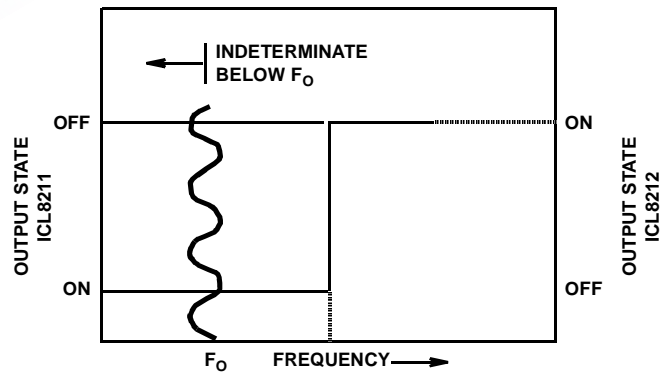 INDETERMINATE
BELOW FO
OFF
ON
OUTPUT STATE
ICL8211
OUTPUT STATE
ICL8212
ON
OFF
FO
FREQUENCY